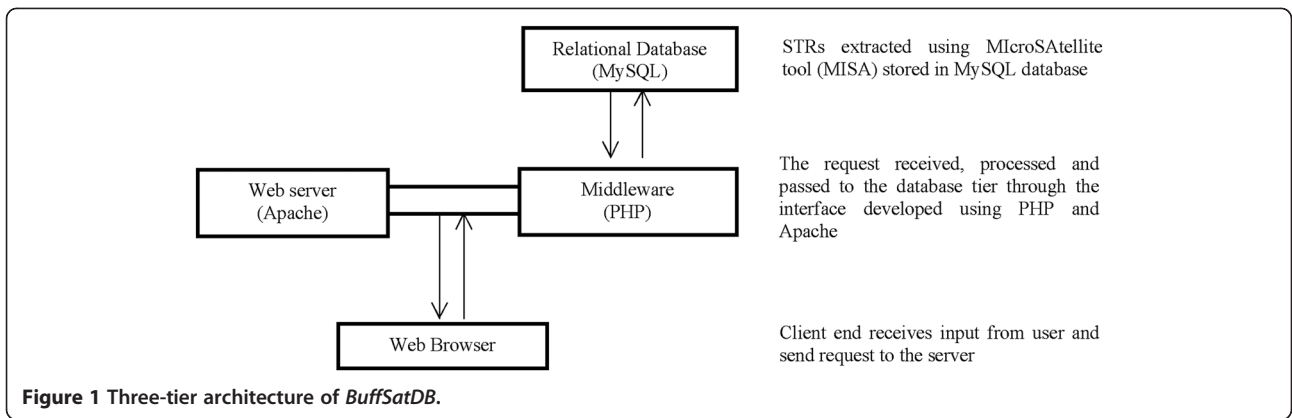 Relational Database
(MySQL)
STRs extracted using MIcroSAtellite
tool (MISA) stored in MySQL database
Web server
(Apache)
Middleware
(PHP)
The request received, processed and
passed to the database tier through the
interface developed using PHP and
Apache
Web Browser
Client end receives input from user and
send request to the server
Figure 1 Three-tier architecture of BuffSatDB.